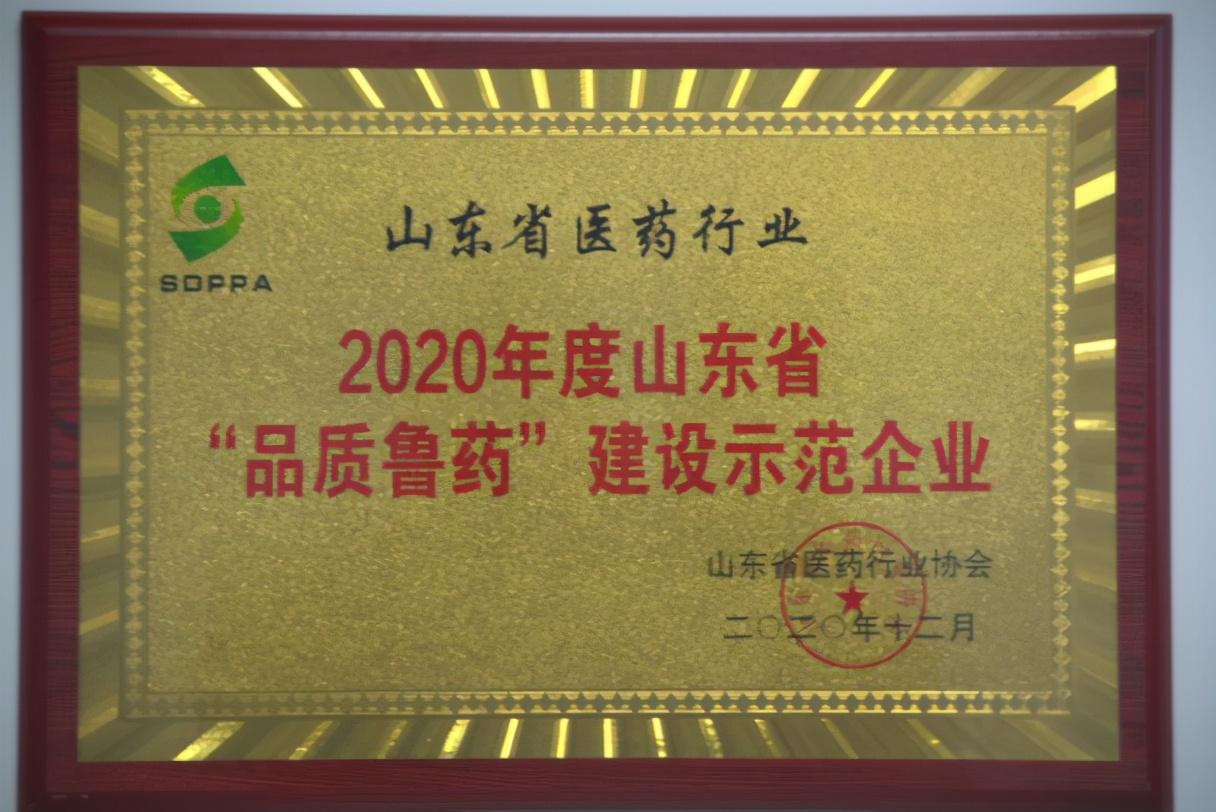 SDPPA
山东省医药行业
2020年度山东省
“品质鲁药”建设示范企业
山东省医药行业协会
二〇二〇年十二月